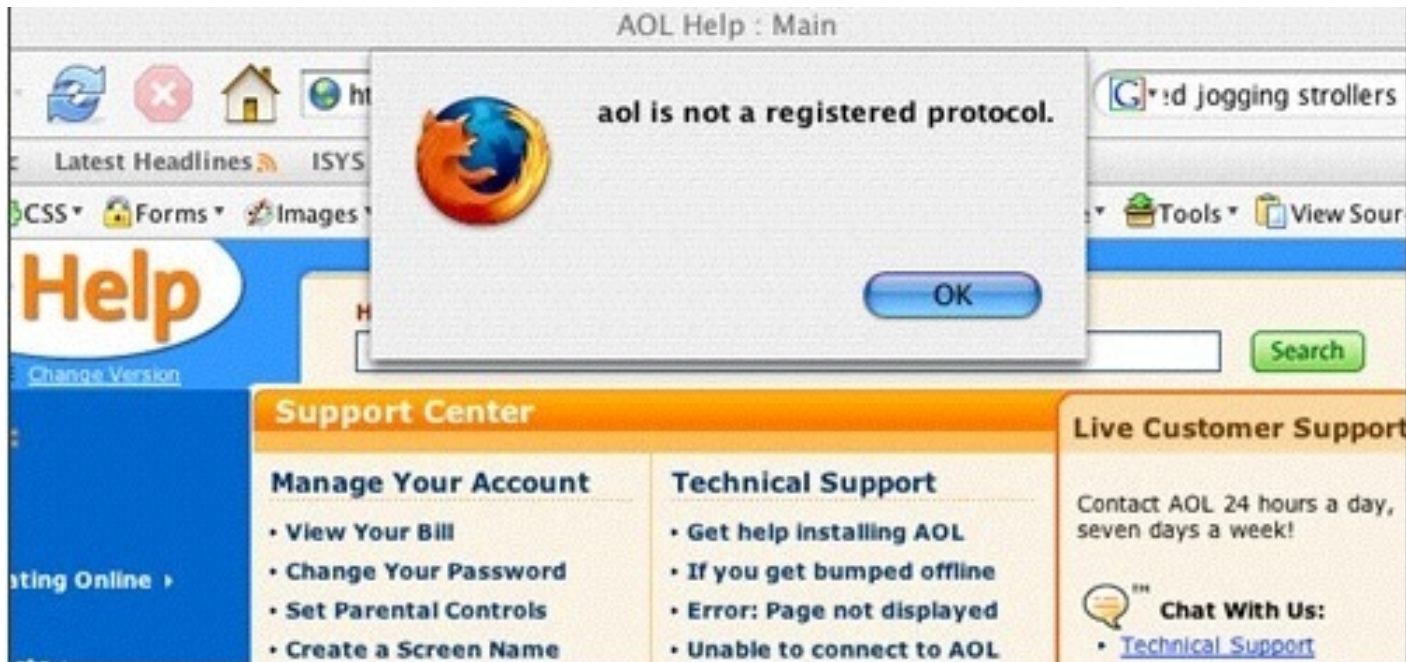 AOL Help : Main
aol is not a registered protocol.
OK
jogging strollers
Latest Headlines
ISYS
CSS
Forms
Images
Tools
View
Help
Change Version
Search
Support Center
Manage Your Account
• View Your Bill
• Change Your Password
• Set Parental Controls
• Create a Screen Name
Technical Support
• Get help installing AOL
• If you get bumped offline
• Error: Page not displayed
• Unable to connect to AOL
Live Customer Support
Contact AOL 24 hours a day,
seven days a week!
Chat With Us:
• Technical Support
Online